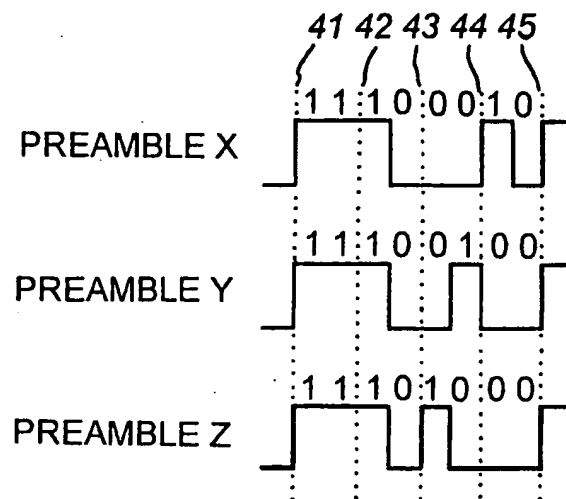 41 42 43 44 45
1 1 1 0 0 0 1 0
PREAMBLE X
1 1 1 0 0 1 0 0
PREAMBLE Y
1 1 1 0 1 0 0 0
PREAMBLE Z